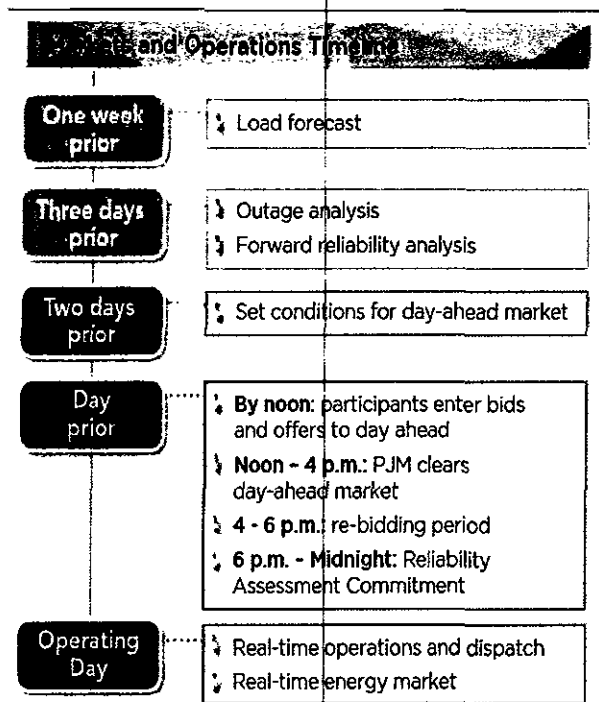 and Operations Timeline
One week
prior
Load forecast
Three days
prior
Outage analysis
Forward reliability analysis
Two days
prior
Set conditions for day-ahead market
Day
prior
By noon: participants enter bids
and offers to day ahead
Noon - 4 p.m.: PJM clears
day-ahead market
4 - 6 p.m.: re-bidding period
6 p.m. - Midnight: Reliability
Assessment Commitment
Operating
Day
Real-time operations and dispatch
Real-time energy market